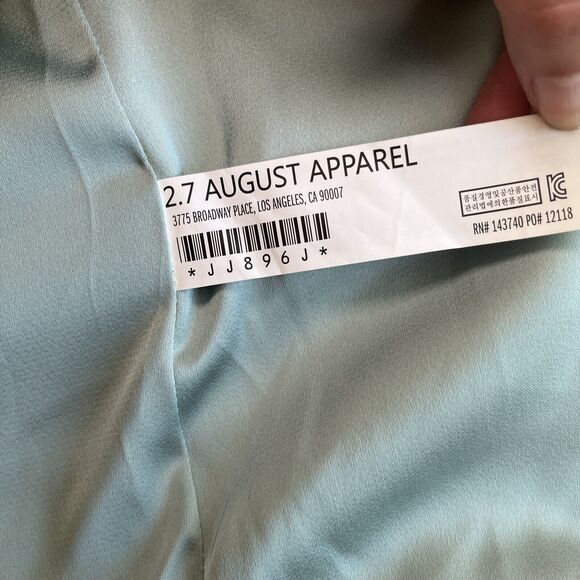 2.7 AUGUST APPAREL
3775 BROADWAY PLACE, LOS ANGELES, CA 90007
*JJ896J*
품질경영및공산품안전
관리법에의한품질표시
RN# 143740 PO# 12118